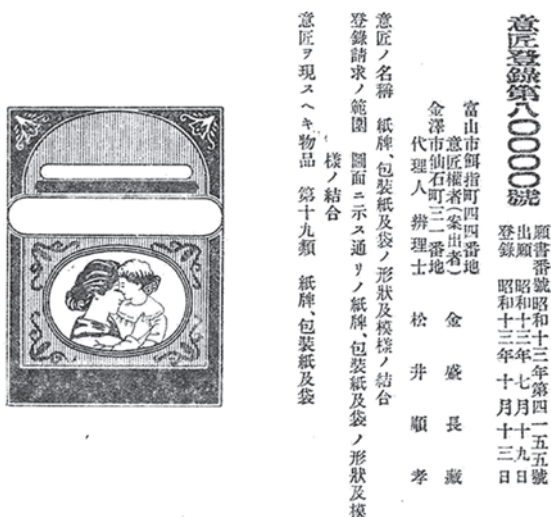 意匠登錄第八〇〇〇〇號
願書番號昭和十三年第四一五五號
出願 昭和十三年七月十九日
登錄 昭和十三年十月十三日
富山市餌指町四四番地
意匠權者(案出者) 金盛長藏
金澤市仙石町三一番地
代理人 辨理士 松井順孝
意匠ノ名稱 紙牌、包裝紙及袋ノ形狀及模樣ノ結合
登錄請求ノ範圍 圖面ニ示ス通リノ紙牌、包裝紙及袋ノ形狀及模
樣ノ結合
意匠ヲ現スヘキ物品 第十九類 紙牌、包裝紙及袋